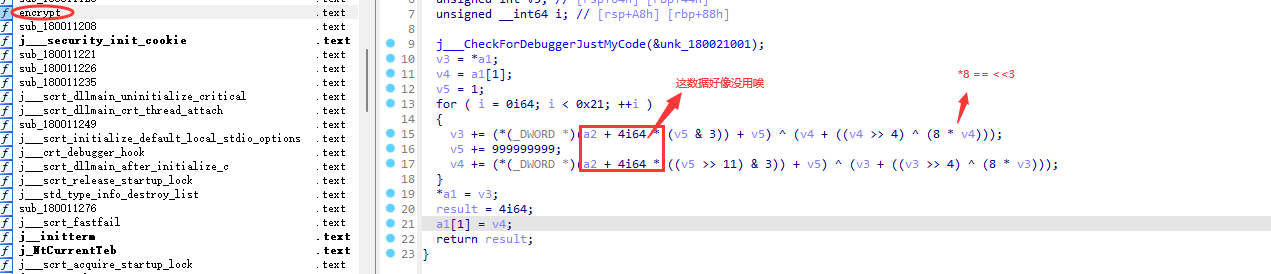 f encrypt .text
f sub_180011208 .text
f j___security_init_cookie .text
f sub_180011221 .text
f sub_180011226 .text
f sub_180011235 .text
f j___scrt_dllmain_uninitialize_critical .text
f j___scrt_dllmain_crt_thread_attach .text
f sub_180011249 .text
f j___scrt_initialize_default_local_stdio_options .text
f j___crt_debugger_hook .text
f j___scrt_dllmain_after_initialize_c .text
f j___scrt_release_startup_lock .text
f j___std_type_info_destroy_list .text
f sub_180011276 .text
f j___scrt_fastfail .text
f j__initterm .text
f j_NtCurrentTeb .text
f j___scrt_acquire_startup_lock .text
7 unsigned __int64 i; // [rsp+A8h] [rbp+88h]
8
9 j___CheckForDebuggerJustMyCode(&unk_180021001);
10 v3 = *a1;
11 v4 = a1[1];
12 v5 = 1;
13 for ( i = 0i64; i < 0x21; ++i )
14 {
15 v3 += (*(_DWORD *)(a2 + 4i64 * (v5 & 3)) + v5) ^ (v4 + ((v4 >> 4) ^ (8 * v4)));
16 v5 += 999999999;
17 v4 += (*(_DWORD *)(a2 + 4i64 * ((v5 >> 11) & 3)) + v5) ^ (v3 + ((v3 >> 4) ^ (8 * v3)));
18 }
19 *a1 = v3;
20 result = 4i64;
21 a1[1] = v4;
22 return result;
23 }
这数据好像没用唉
*8 == <<3